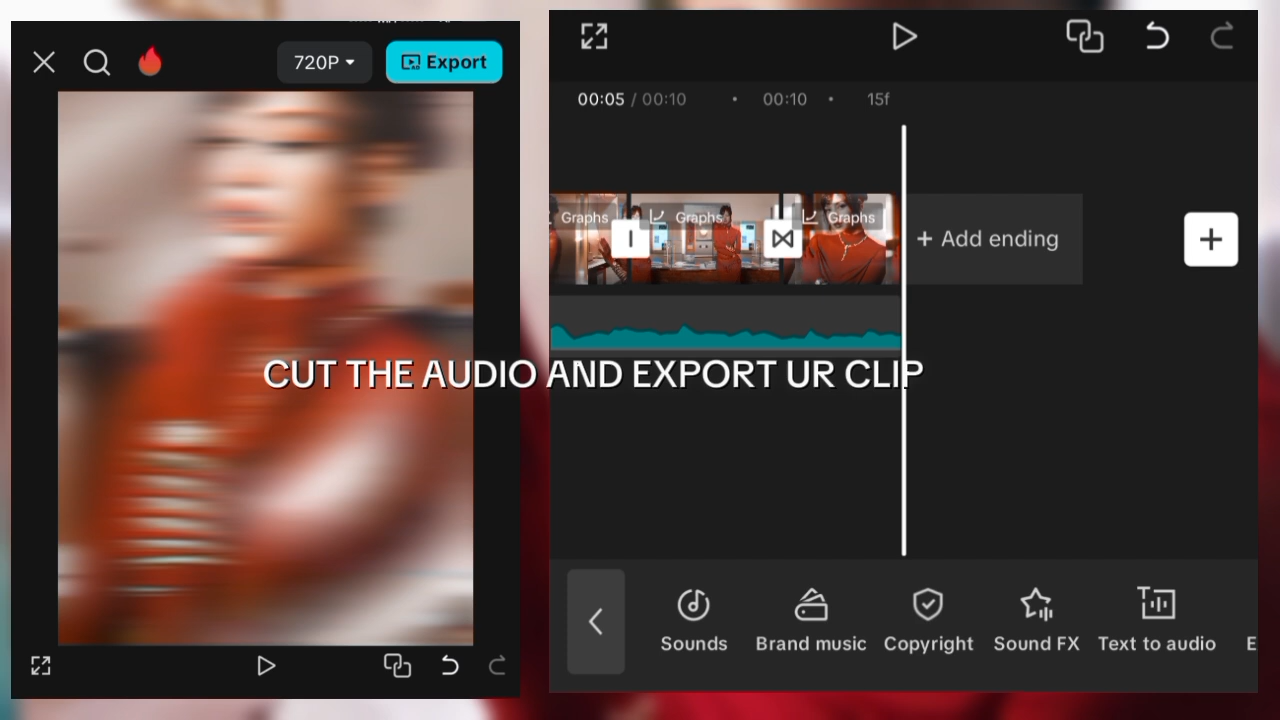 720P
Export
00:05 / 00:10
00:10
15f
Graphs
Graphs
Graphs
+ Add ending
CUT THE AUDIO AND EXPORT UR CLIP
Sounds
Brand music
Copyright
Sound FX
Text to audio